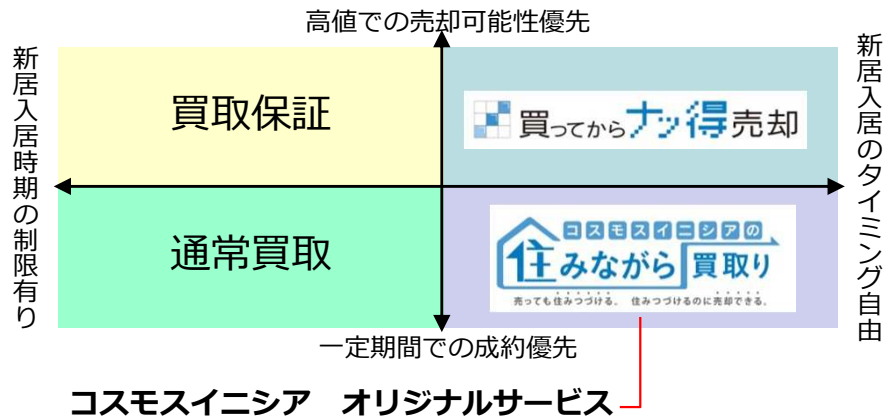 高値での売却可能性優先
新居入居時期の制限有り
新居入居のタイミング自由
買取保証
買ってからナッ得売却
通常買取
コスモスイニシアの
住みながら買取り
売っても住みつづける。 住みつづけるのに売却できる。
一定期間での成約優先
コスモスイニシア　オリジナルサービス